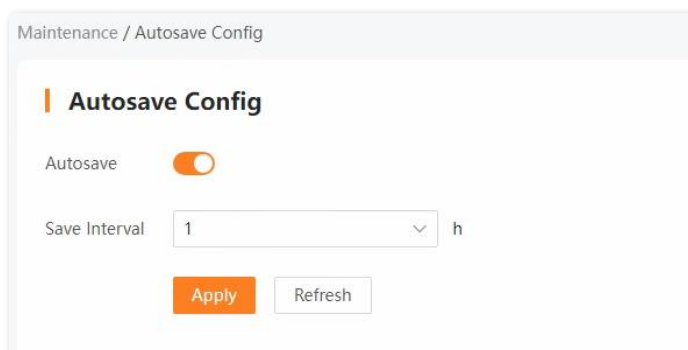 Maintenance / Autosave Config
Autosave Config
Autosave
Save Interval 1 h
Apply Refresh